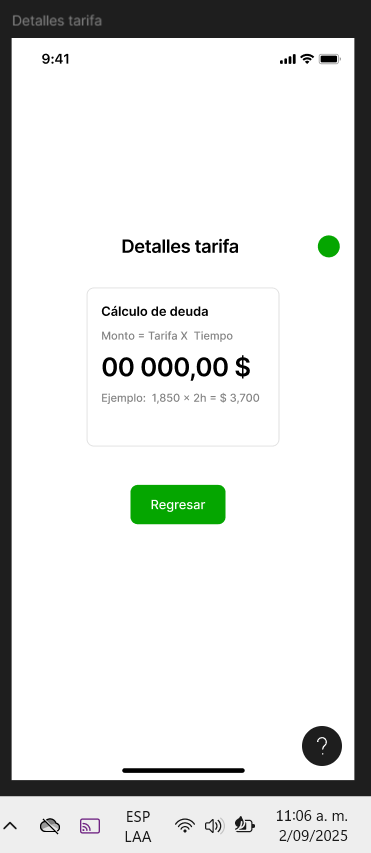 Detalles tarifa
9:41
Detalles tarifa
Cálculo de deuda
Monto = Tarifa X  Tiempo
00 000,00 $
Ejemplo:  1,850 × 2h = $ 3,700
Regresar
?
ESP
LAA
11:06 a. m.
2/09/2025